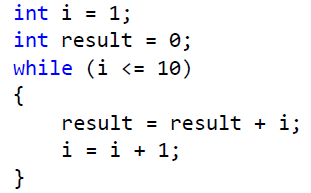 int i = 1;
int result = 0;
while (i <= 10)
{
    result = result + i;
    i = i + 1;
}